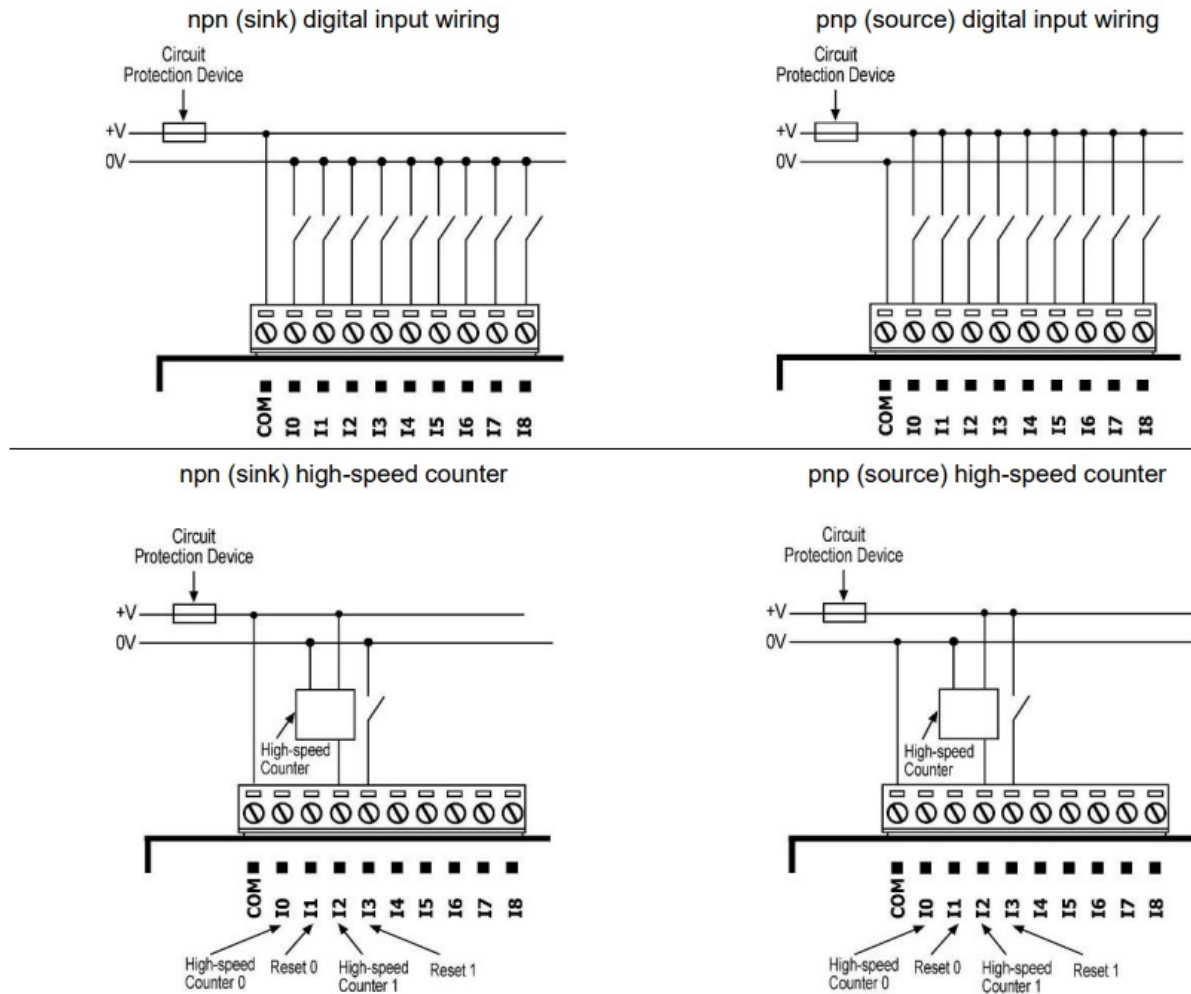 npn (sink) digital input wiring
Circuit
Protection Device
+V
0V
COM I0 I1 I2 I3 I4 I5 I6 I7 I8
pnp (source) digital input wiring
Circuit
Protection Device
+V
0V
COM I0 I1 I2 I3 I4 I5 I6 I7 I8
npn (sink) high-speed counter
Circuit
Protection Device
+V
0V
High-speed
Counter
COM I0 I1 I2 I3 I4 I5 I6 I7 I8
High-speed
Counter 0
Reset 0
High-speed
Counter 1
Reset 1
pnp (source) high-speed counter
Circuit
Protection Device
+V
0V
High-speed
Counter
COM I0 I1 I2 I3 I4 I5 I6 I7 I8
High-speed
Counter 0
Reset 0
High-speed
Counter 1
Reset 1